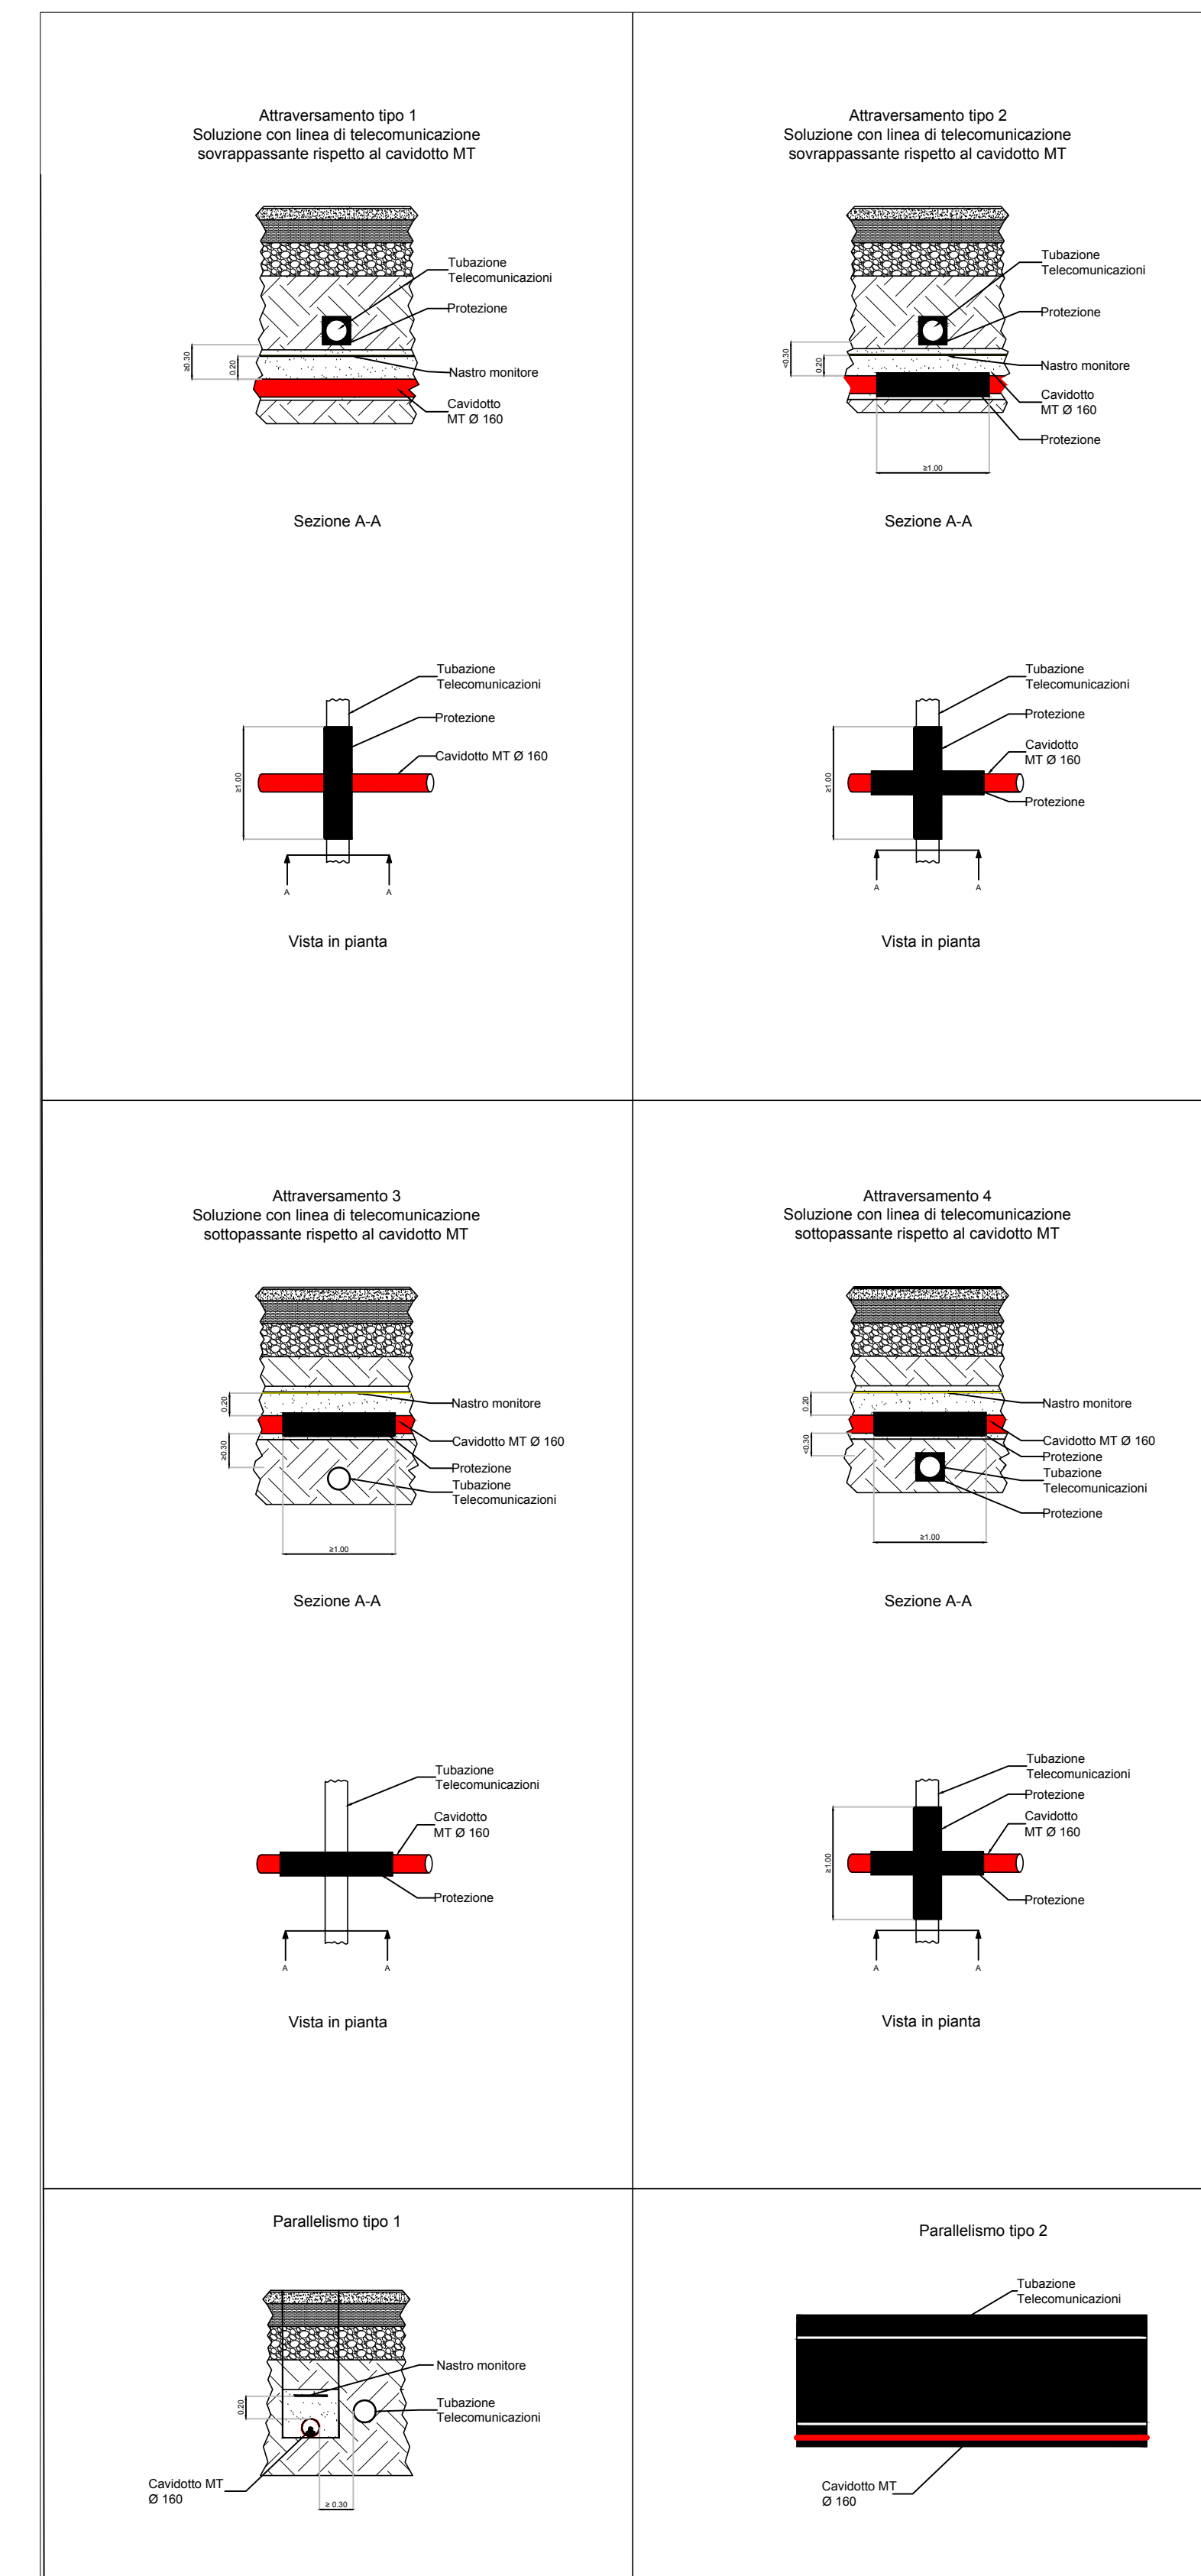 Attraversamento tipo 1
Soluzione con linea di telecomunicazione
sovrappassante rispetto al cavidotto MT
Tubazione
Telecomunicazioni
Protezione
≥0.30
0.20
Nastro monitore
Cavidotto
MT Ø 160
Sezione A-A
Tubazione
Telecomunicazioni
Protezione
Cavidotto MT Ø 160
≥1.00
A
A
Vista in pianta
Attraversamento tipo 2
Soluzione con linea di telecomunicazione
sovrappassante rispetto al cavidotto MT
Tubazione
Telecomunicazioni
Protezione
<0.30
0.20
Nastro monitore
Cavidotto
MT Ø 160
Protezione
≥1.00
Sezione A-A
Tubazione
Telecomunicazioni
Protezione
Cavidotto
MT Ø 160
≥1.00
Protezione
A
A
Vista in pianta
Attraversamento 3
Soluzione con linea di telecomunicazione
sottopassante rispetto al cavidotto MT
0.20
Nastro monitore
≥0.30
Cavidotto MT Ø 160
Protezione
Tubazione
Telecomunicazioni
≥1.00
Sezione A-A
Tubazione
Telecomunicazioni
Cavidotto
MT Ø 160
Protezione
A
A
Vista in pianta
Attraversamento 4
Soluzione con linea di telecomunicazione
sottopassante rispetto al cavidotto MT
0.20
Nastro monitore
<0.30
Cavidotto MT Ø 160
Protezione
Tubazione
Telecomunicazioni
Protezione
≥1.00
Sezione A-A
Tubazione
Telecomunicazioni
Protezione
Cavidotto
MT Ø 160
≥1.00
Protezione
A
A
Vista in pianta
Parallelismo tipo 1
Nastro monitore
0.20
Tubazione
Telecomunicazioni
Cavidotto MT
Ø 160
≥ 0.30
Parallelismo tipo 2
Tubazione
Telecomunicazioni
Cavidotto MT
Ø 160